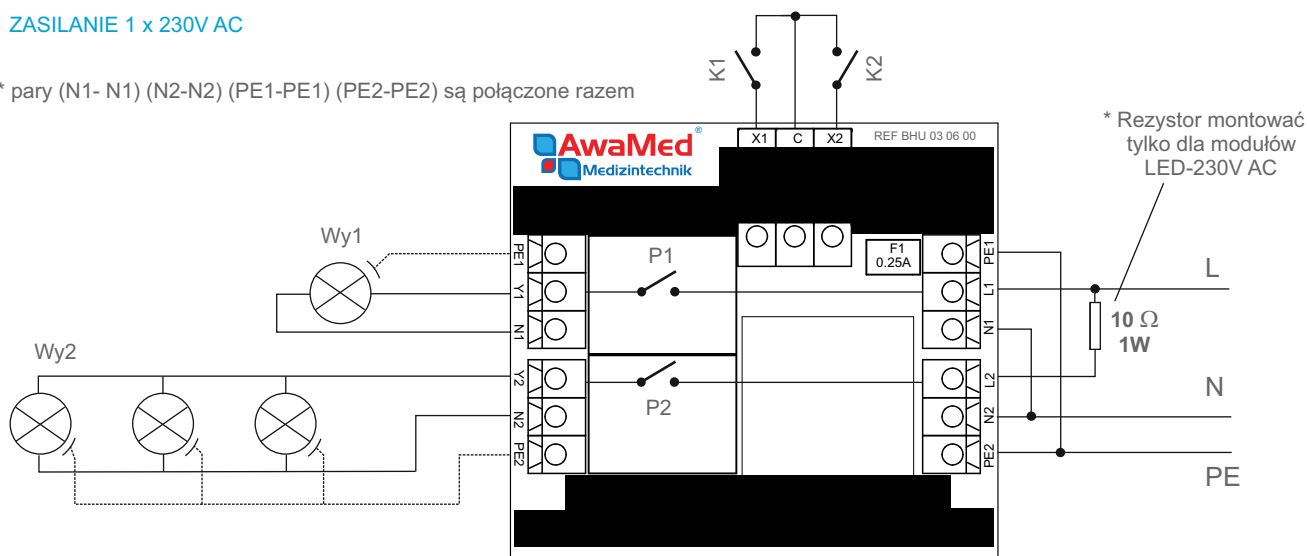 ZASILANIE 1 x 230V AC
* pary (N1- N1) (N2-N2) (PE1-PE1) (PE2-PE2) są połączone razem
K1
K2
AwaMed®
Medizintechnik
X1 C X2
REF BHU 03 06 00
* Rezystor montować
tylko dla modułów
LED-230V AC
Wy1
PE1
Y1
N1
P1
F1
0.25A
PE1
L1
N1
L
10 Ω
1W
Wy2
Y2
N2
PE2
P2
L2
N2
PE2
N
PE